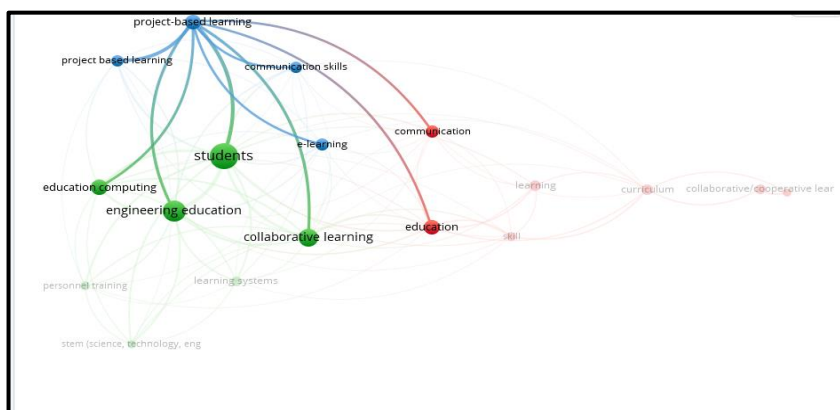 project-based learning
project based learning
communication skills
communication
e-learning
students
education computing
engineering education
collaborative learning
education
learning
curriculum
collaborative/cooperative lear
skill
personnel training
learning systems
stem (science, technology, eng